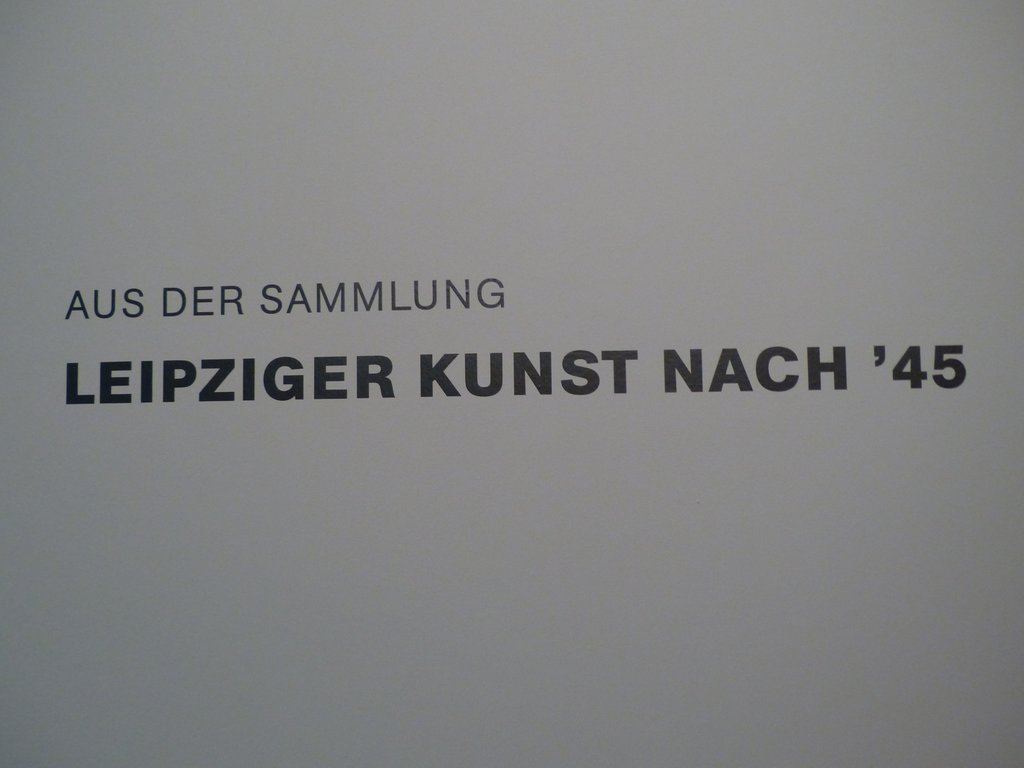 AUS DER SAMMLUNG
LEIPZIGER KUNST NACH ’45